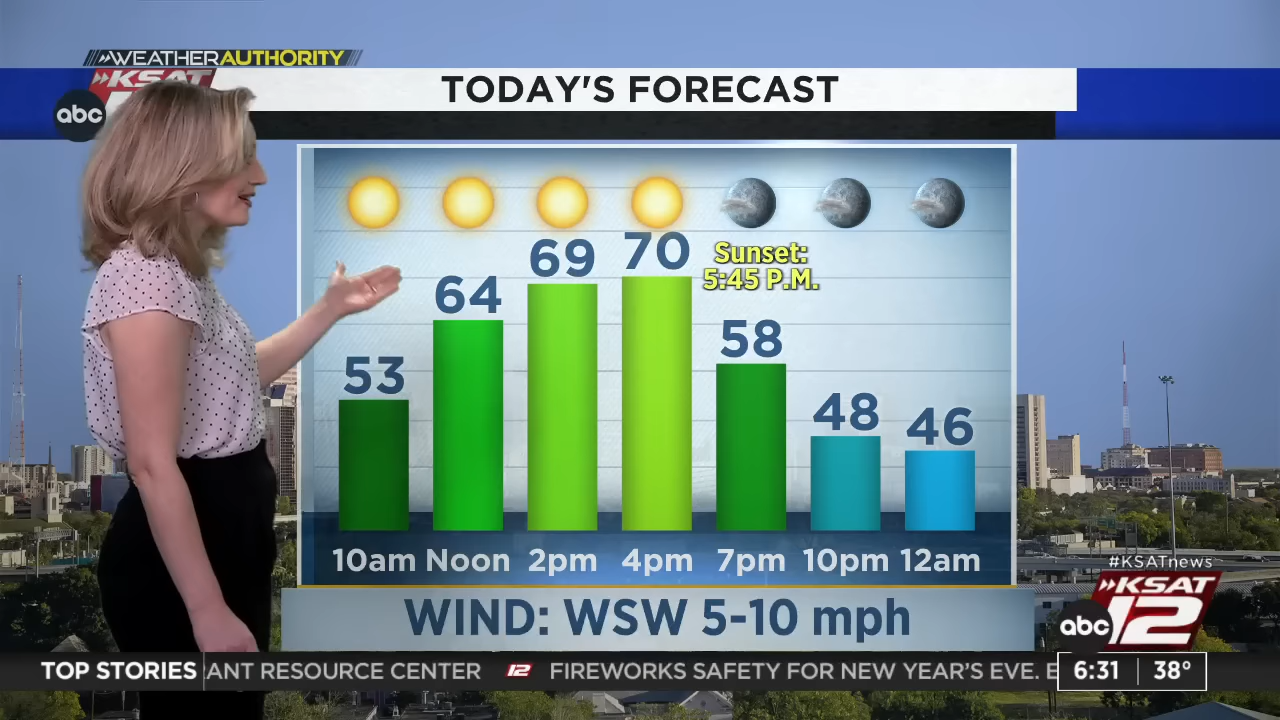 WEATHERAUTHORITY
KSAT
abc
TODAY'S FORECAST
53
64
69
70
Sunset:
5:45 P.M.
58
48
46
10am Noon 2pm 4pm 7pm 10pm 12am
WIND: WSW 5-10 mph
#KSATnews
KSAT
abc 12
TOP STORIES ANT RESOURCE CENTER 12 FIREWORKS SAFETY FOR NEW YEAR'S EVE. E 6:31 38°